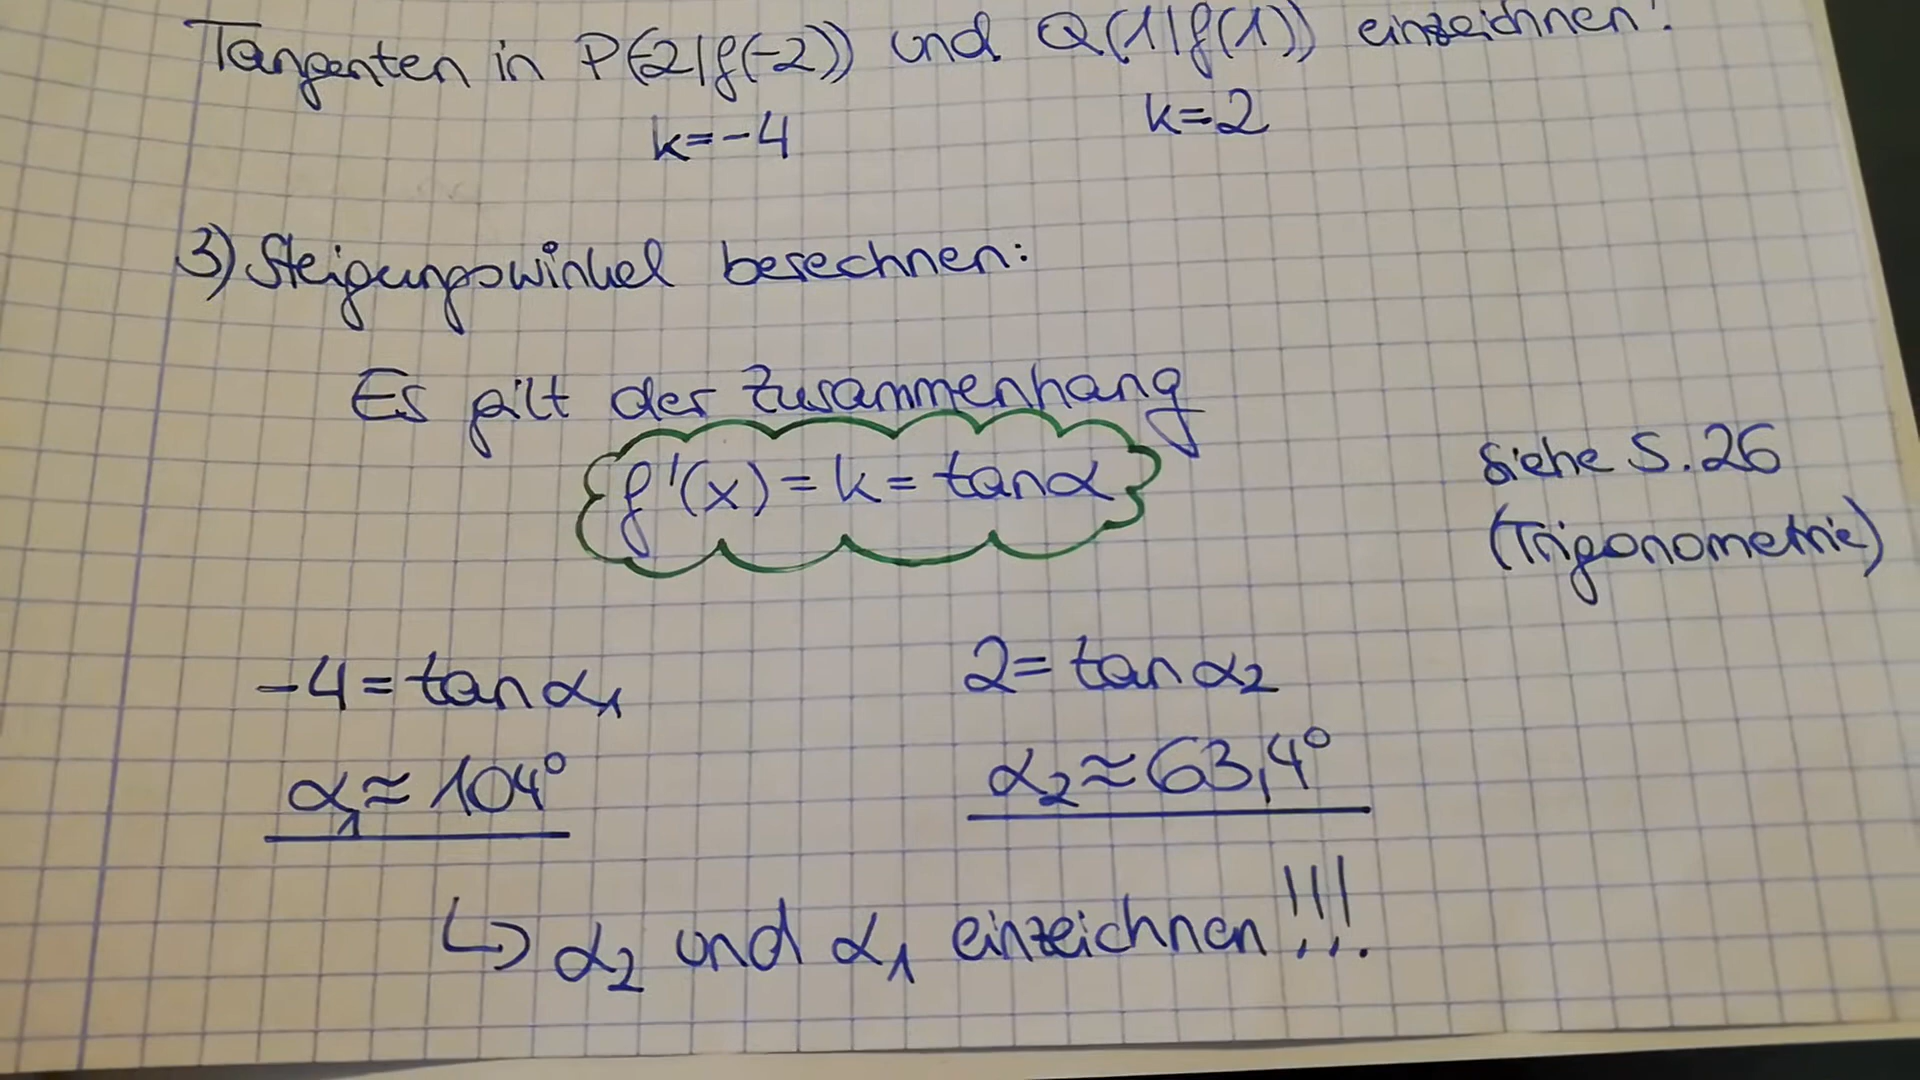 Tangenten in P(-2|f(-2)) und Q(1|f(1)) einzeichnen!
k=-4 k=2
3) Steigungswinkel berechnen:
Es gilt der Zusammenhang
f'(x) = k = tanα
siehe S. 26
(Trigonometrie)
-4 = tan α₁ 2 = tan α₂
α₁ ≈ 104° α₂ ≈ 63,4°
↳ α₂ und α₁ einzeichnen!!!